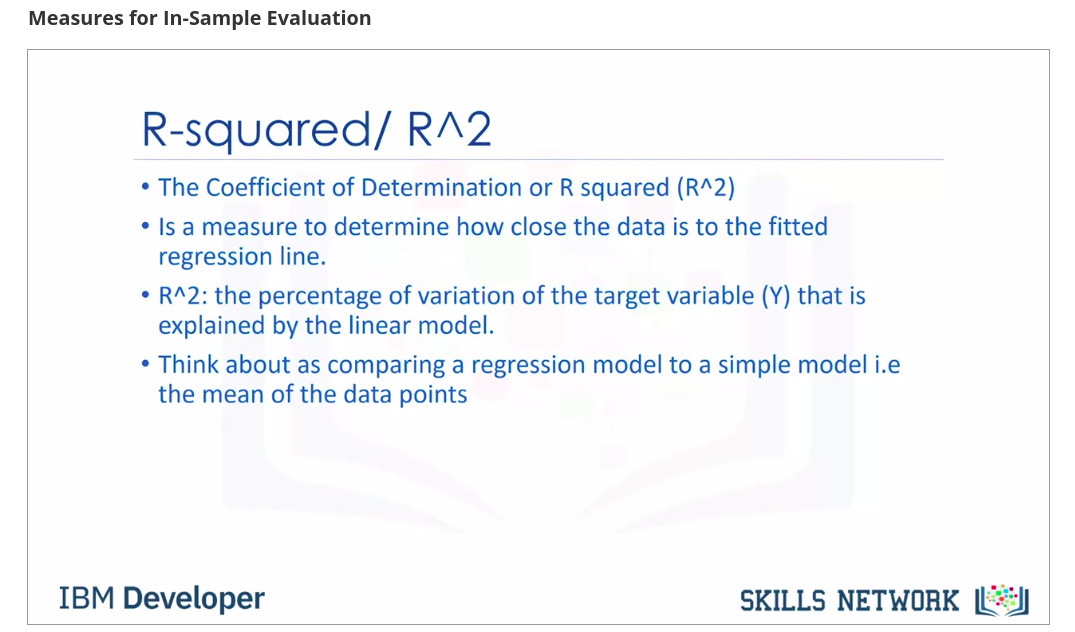 Measures for In-Sample Evaluation
R-squared/ R^2
• The Coefficient of Determination or R squared (R^2)
• Is a measure to determine how close the data is to the fitted
regression line.
• R^2: the percentage of variation of the target variable (Y) that is
explained by the linear model.
• Think about as comparing a regression model to a simple model i.e
the mean of the data points
IBM Developer
SKILLS NETWORK